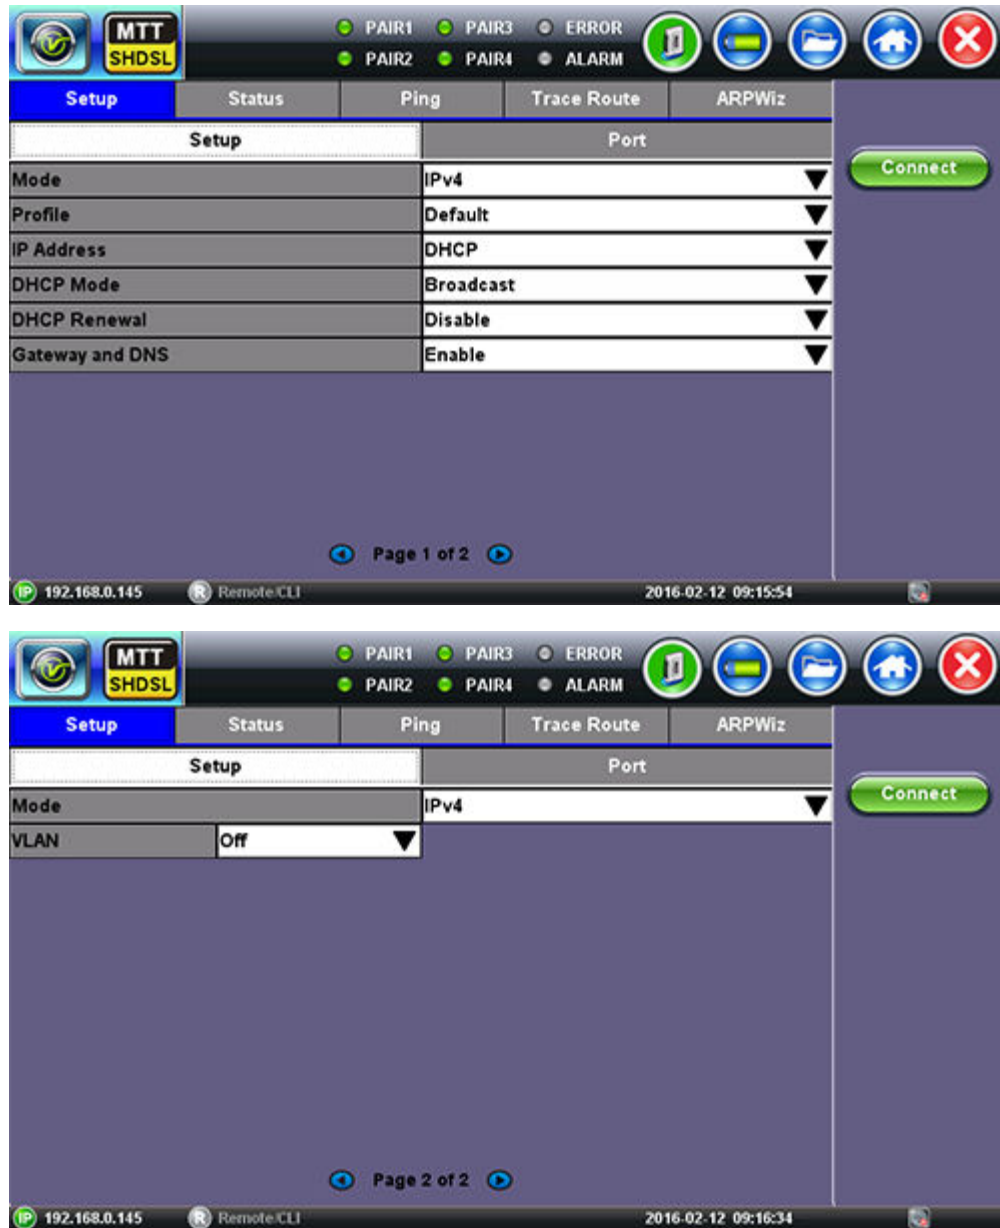 MTT
SHDSL
PAIR1 PAIR3 ERROR
PAIR2 PAIR4 ALARM
Setup Status Ping Trace Route ARPWiz
Setup Port
Connect
Mode IPv4
Profile Default
IP Address DHCP
DHCP Mode Broadcast
DHCP Renewal Disable
Gateway and DNS Enable
Page 1 of 2
IP 192.168.0.145 R Remote/CLI 2016-02-12 09:15:54
MTT
SHDSL
PAIR1 PAIR3 ERROR
PAIR2 PAIR4 ALARM
Setup Status Ping Trace Route ARPWiz
Setup Port
Connect
Mode IPv4
VLAN Off
Page 2 of 2
IP 192.168.0.145 R Remote/CLI 2016-02-12 09:16:34